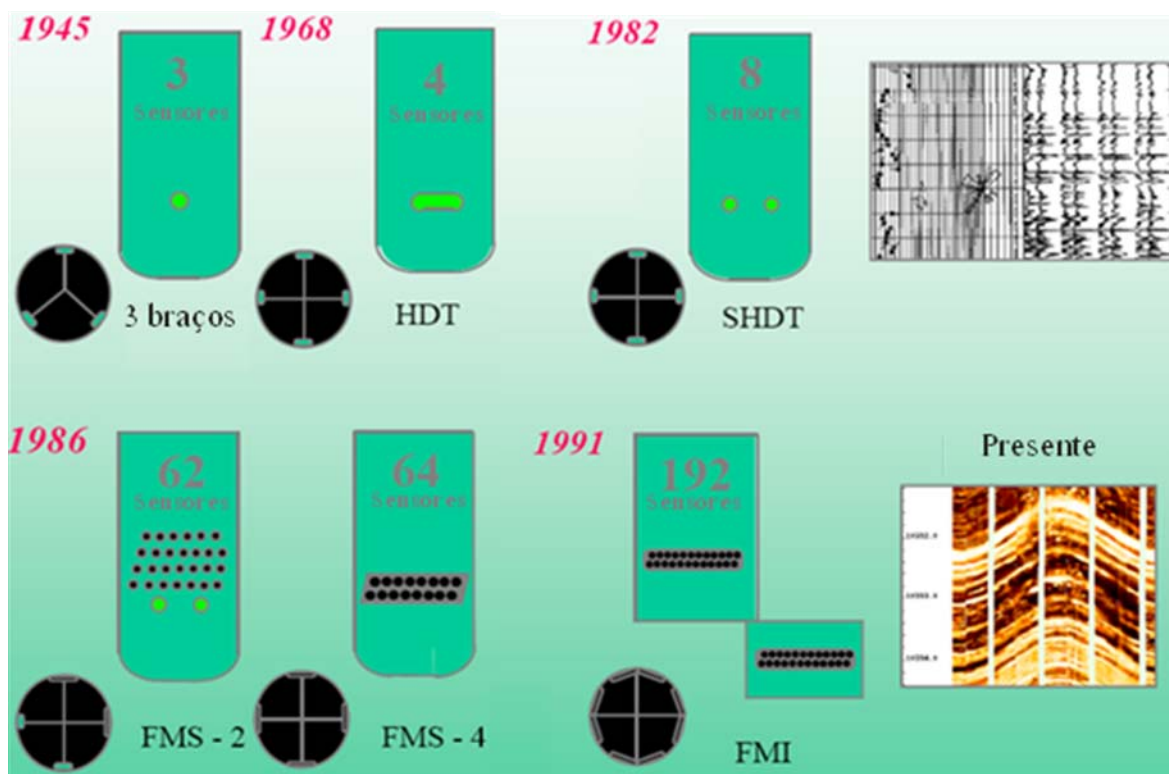 1945
3
Sensores
3 braços
1968
4
Sensores
HDT
1982
8
Sensores
SHDT
1986
62
Sensores
FMS - 2
64
Sensores
FMS - 4
1991
192
Sensores
FMI
Presente